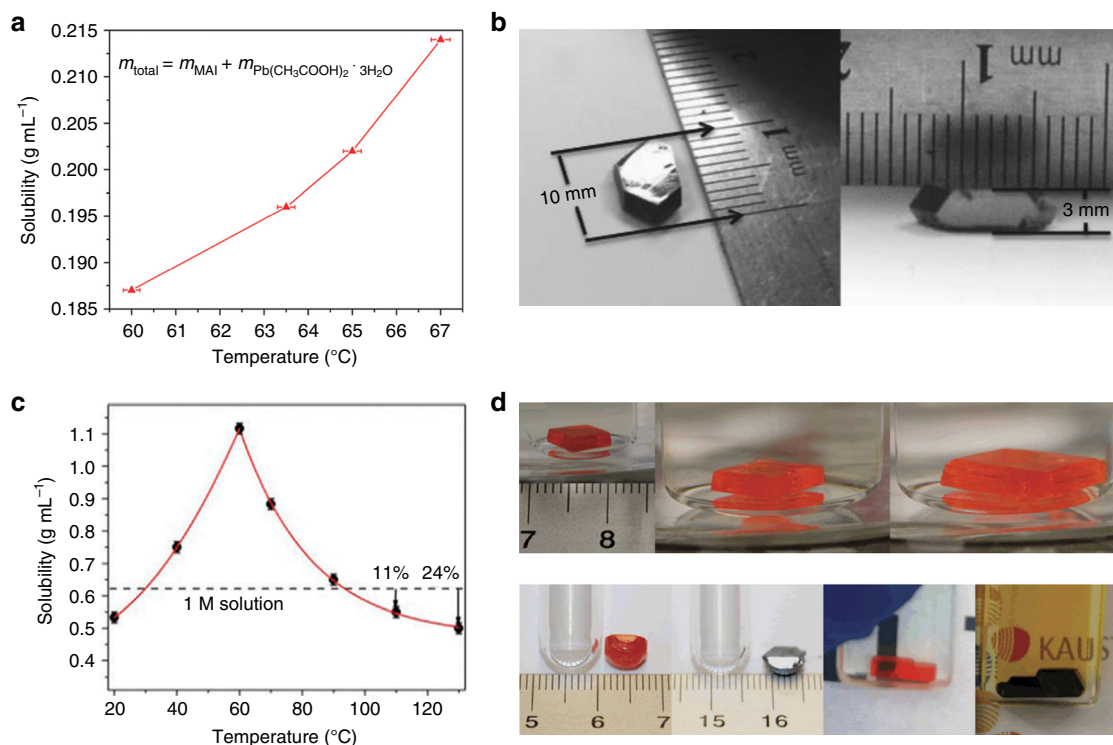 a
0.215
0.210
0.205
0.200
0.195
0.190
0.185
Solubility (g mL⁻¹)
m_total = m_MAI + m_Pb(CH₃COOH)₂ · 3H₂O
60 61 62 63 64 65 66 67
Temperature (°C)
b
10 mm
1
mm
2
1
mm
3 mm
c
1.1
1.0
0.9
0.8
0.7
0.6
0.5
0.4
Solubility (g mL⁻¹)
11% 24%
1 M solution
20 40 60 80 100 120
Temperature (°C)
d
7 8
5 6 7
15 16
KAUS